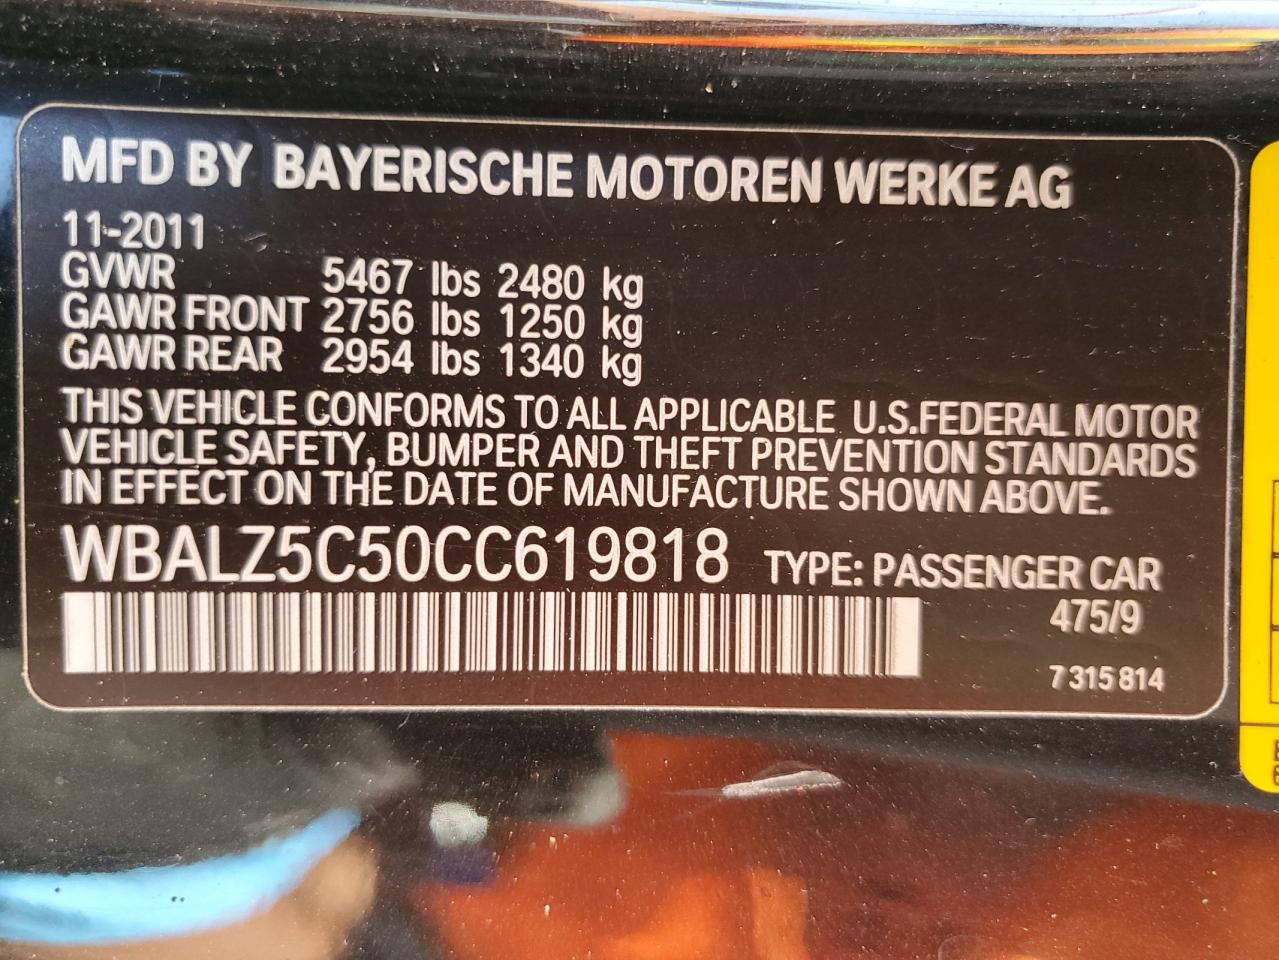 MFD BY BAYERISCHE MOTOREN WERKE AG
11-2011
GVWR 5467 lbs 2480 kg
GAWR FRONT 2756 lbs 1250 kg
GAWR REAR 2954 lbs 1340 kg
THIS VEHICLE CONFORMS TO ALL APPLICABLE U.S.FEDERAL MOTOR
VEHICLE SAFETY, BUMPER AND THEFT PREVENTION STANDARDS
IN EFFECT ON THE DATE OF MANUFACTURE SHOWN ABOVE.
WBALZ5C50CC619818 TYPE: PASSENGER CAR
475/9
7 315 814